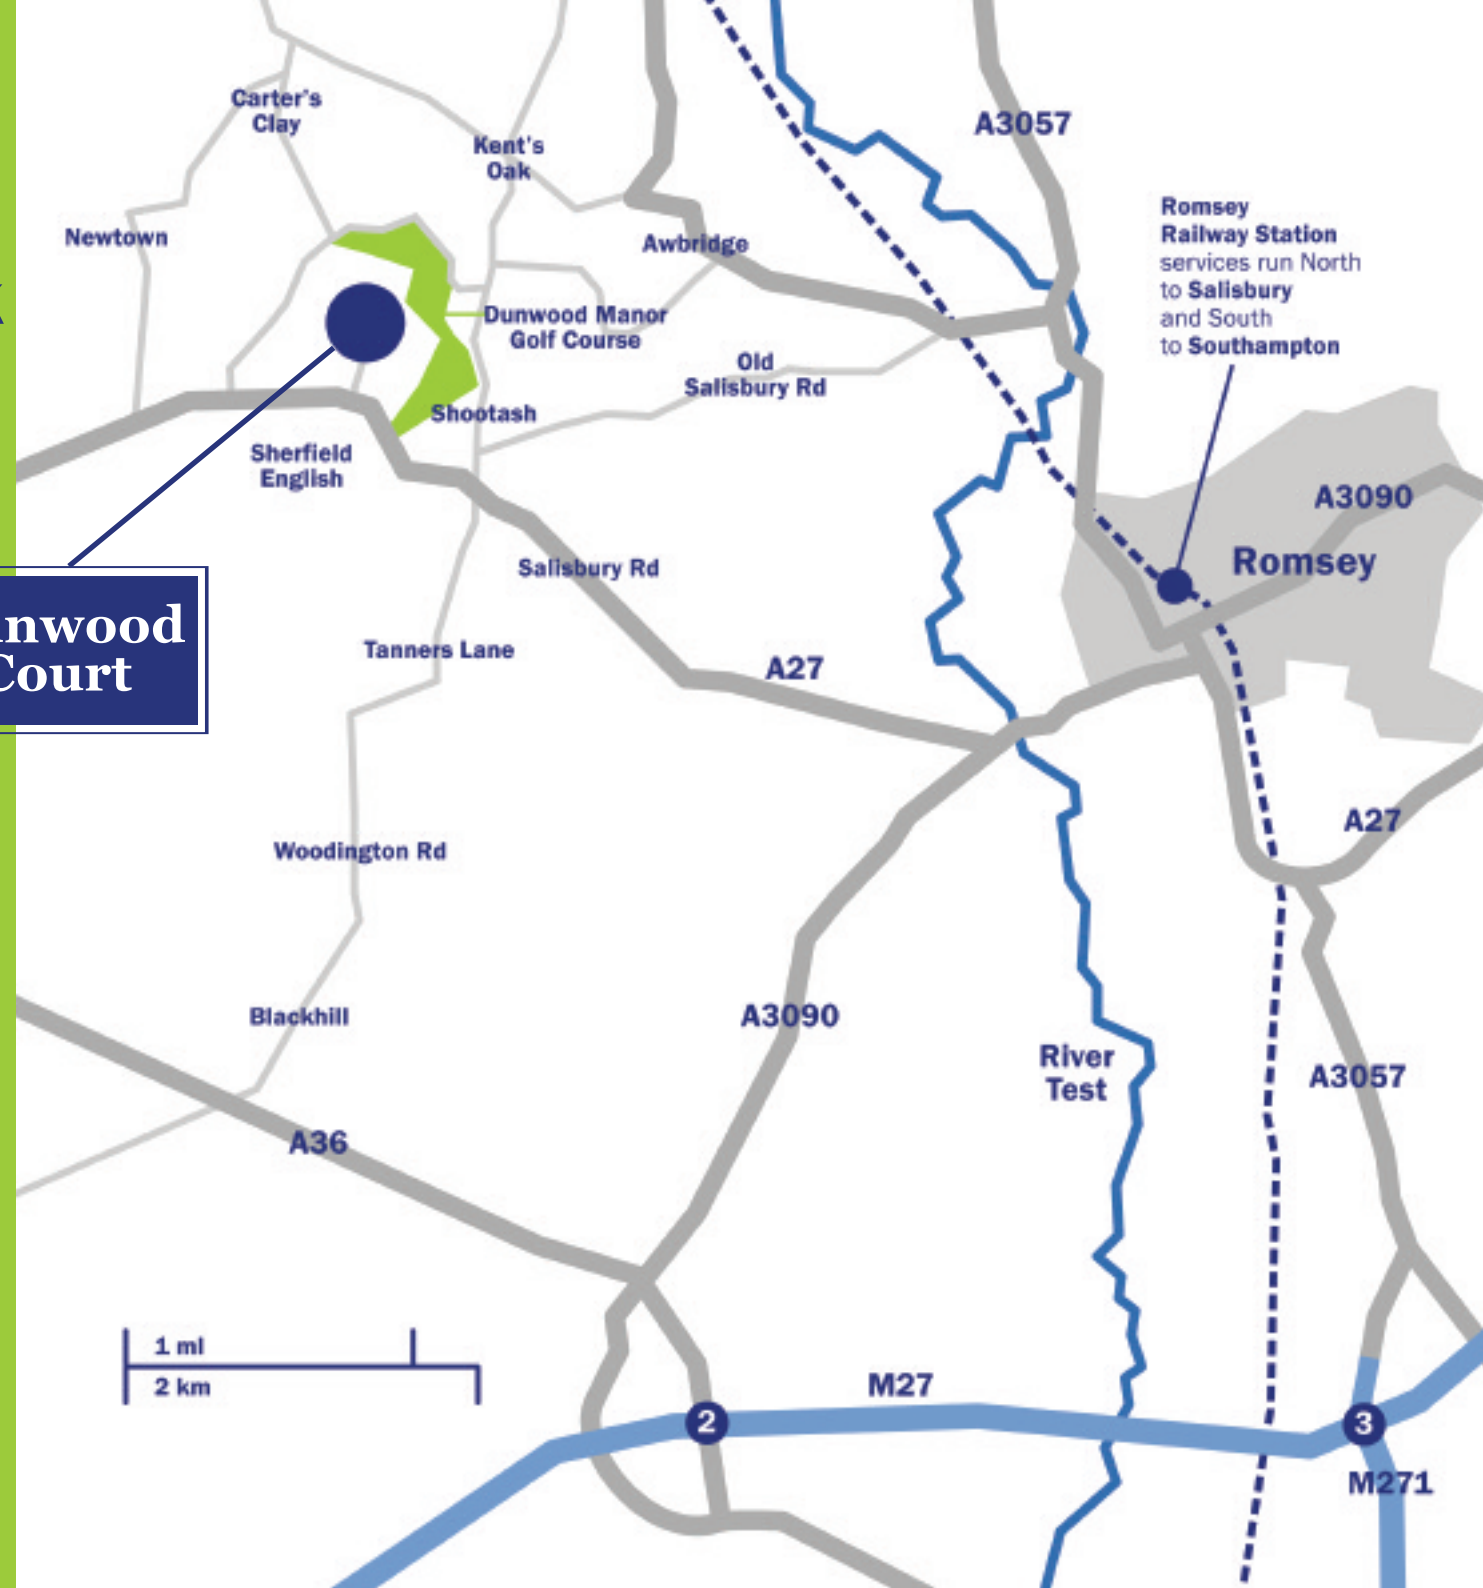 Carter's
Clay
Kent's
Oak
A3057
Newtown
Awbridge
Romsey
Railway Station
services run North
to Salisbury
and South
to Southampton
Dunwood Manor
Golf Course
Old
Salisbury Rd
Shootash
Sherfield
English
A3090
Romsey
Salisbury Rd
nwood
Court
Tanners Lane
A27
A27
Woodington Rd
Blackhill
A3090
River
Test
A3057
A36
1 ml
2 km
M27
2
3
M271